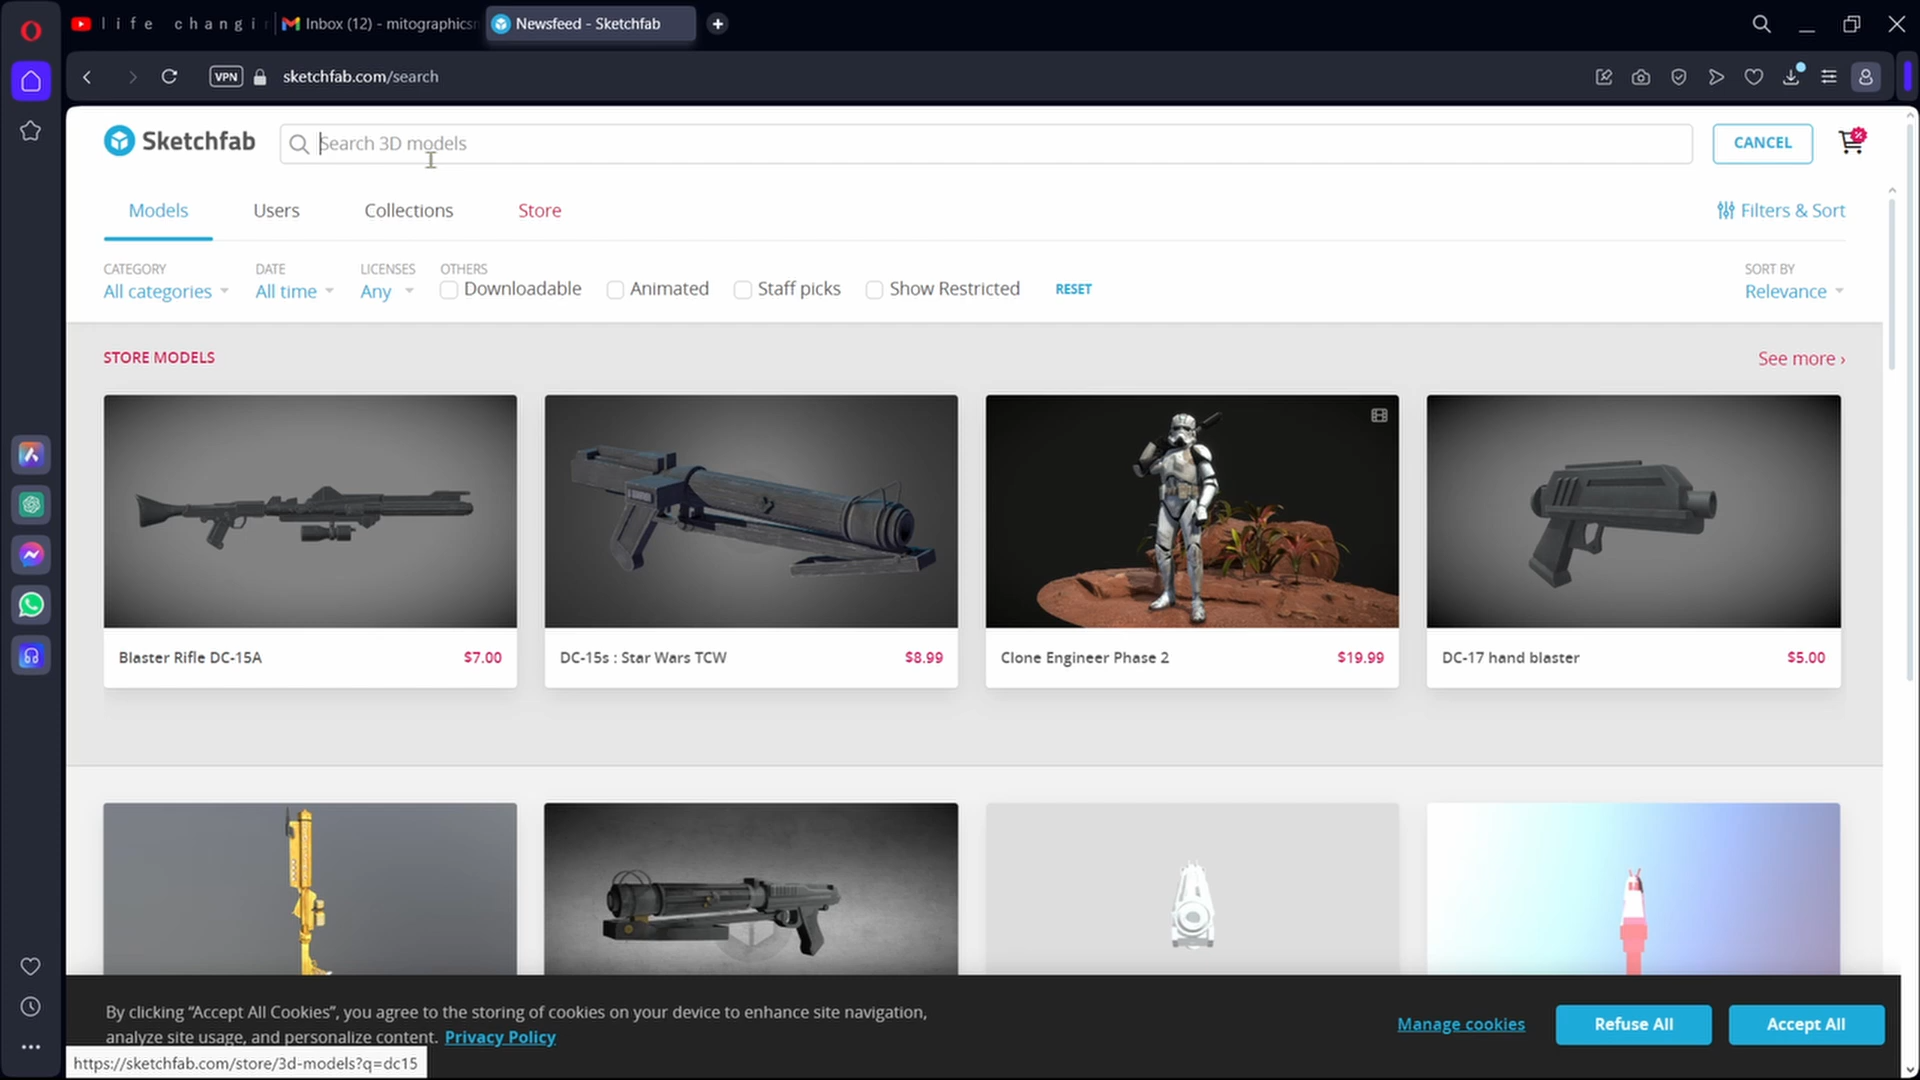 l i f e c h a n g i
Inbox (12) - mitographics
Newsfeed - Sketchfab
VPN
sketchfab.com/search
Sketchfab
Search 3D models
CANCEL
Models
Users
Collections
Store
Filters & Sort
CATEGORY
All categories
DATE
All time
LICENSES
Any
OTHERS
Downloadable
Animated
Staff picks
Show Restricted
RESET
SORT BY
Relevance
STORE MODELS
See more ›
Blaster Rifle DC-15A
$7.00
DC-15s : Star Wars TCW
$8.99
Clone Engineer Phase 2
$19.99
DC-17 hand blaster
$5.00
By clicking “Accept All Cookies”, you agree to the storing of cookies on your device to enhance site navigation,
analyze site usage, and personalize content. Privacy Policy
Manage cookies
Refuse All
Accept All
https://sketchfab.com/store/3d-models?q=dc15